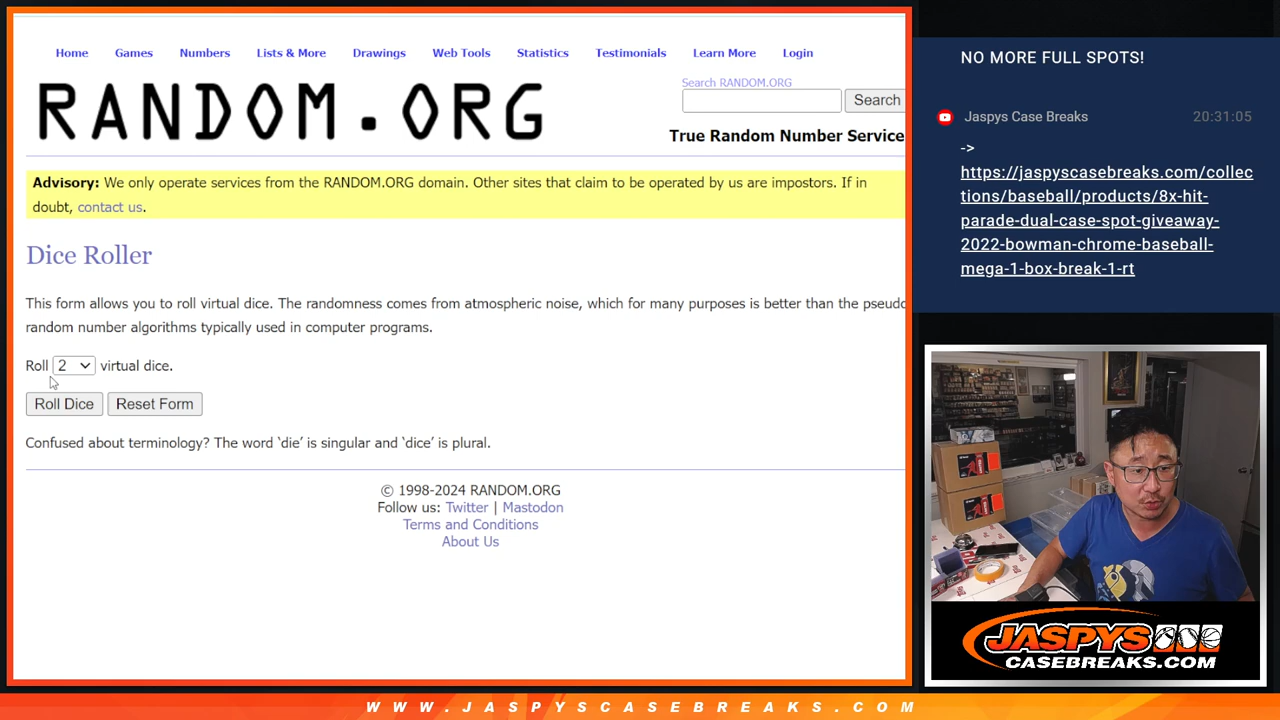 Home Games Numbers Lists & More Drawings Web Tools Statistics Testimonials Learn More Login
RANDOM.ORG
Search RANDOM.ORG
Search
True Random Number Service
Advisory: We only operate services from the RANDOM.ORG domain. Other sites that claim to be operated by us are impostors. If in
doubt, contact us.
Dice Roller
This form allows you to roll virtual dice. The randomness comes from atmospheric noise, which for many purposes is better than the pseudo
random number algorithms typically used in computer programs.
Roll 2 virtual dice.
Roll Dice Reset Form
Confused about terminology? The word ‘die’ is singular and ‘dice’ is plural.
© 1998-2024 RANDOM.ORG
Follow us: Twitter | Mastodon
Terms and Conditions
About Us
NO MORE FULL SPOTS!
Jaspys Case Breaks 20:31:05
->
https://jaspyscasebreaks.com/collec
tions/baseball/products/8x-hit-
parade-dual-case-spot-giveaway-
2022-bowman-chrome-baseball-
mega-1-box-break-1-rt
JASPYS
CASEBREAKS.COM
WWW.JASPYSCASEBREAKS.COM